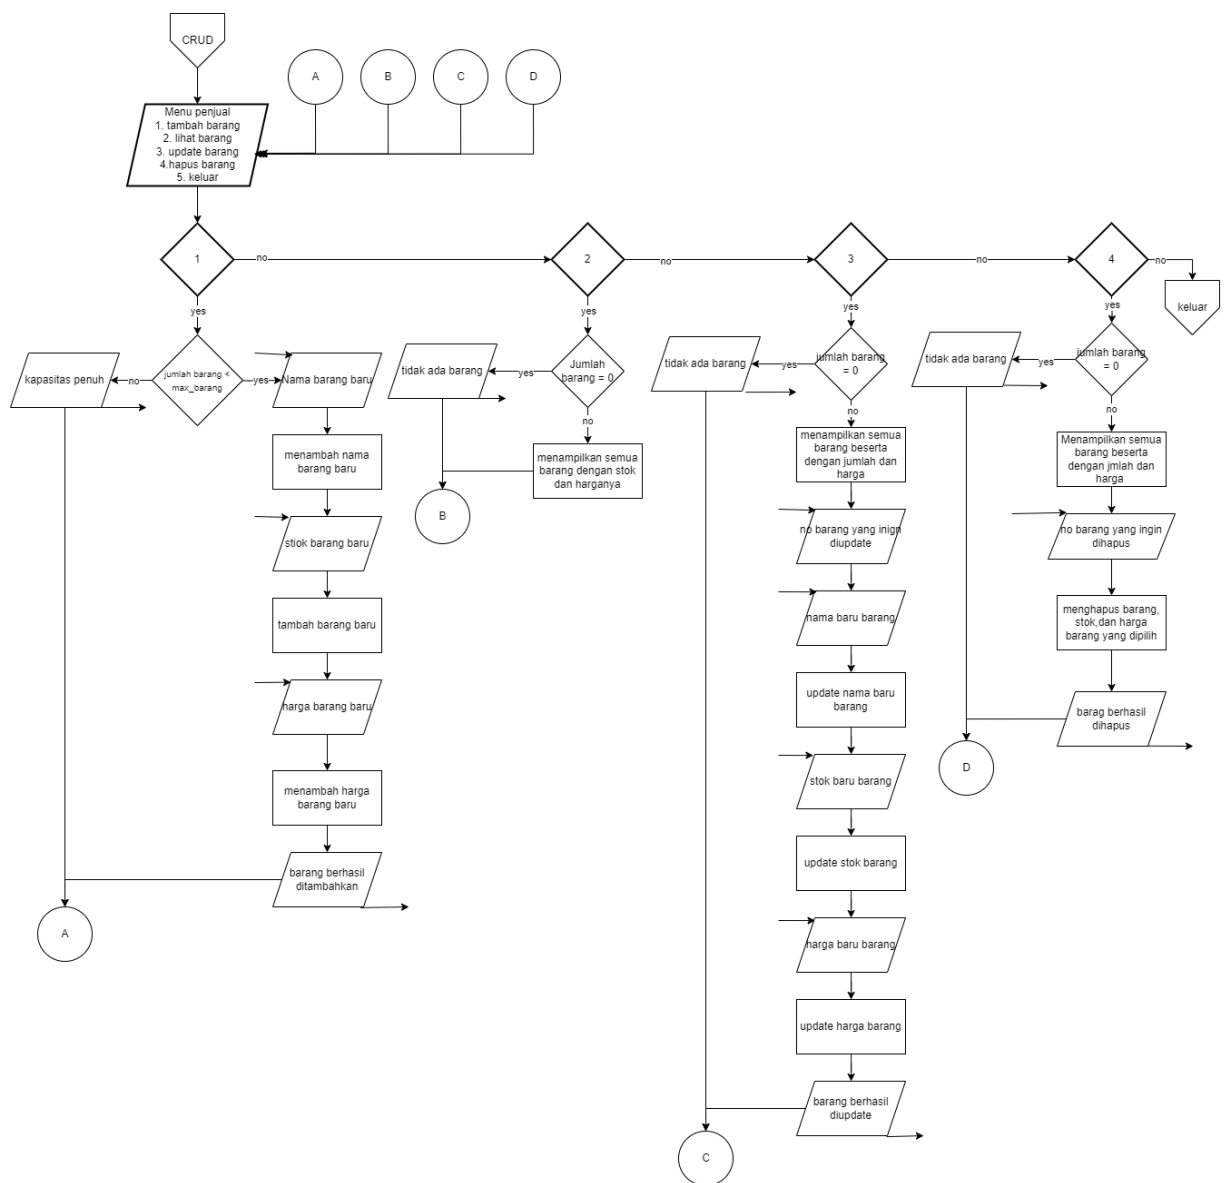 CRUD
A
B
C
D
Menu penjual
1. tambah barang
2. lihat barang
3. update barang
4.hapus barang
5. keluar
1
no
2
no
3
no
4
no
keluar
yes
yes
yes
yes
kapasitas penuh
no
jumlah barang <
max_barang
yes
Nama barang baru
menambah nama
barang baru
stiok barang baru
tambah barang baru
harga barang baru
menambah harga
barang baru
barang berhasil
ditambahkan
A
tidak ada barang
yes
Jumlah
barang = 0
no
menampilkan semua
barang dengan stok
dan harganya
B
tidak ada barang
yes
jumlah barang
= 0
no
menampilkan semua
barang beserta
dengan jumlah dan
harga
no barang yang inign
diupdate
nama baru barang
update nama baru
barang
stok baru barang
update stok barang
harga baru barang
update harga barang
barang berhasil
diupdate
C
tidak ada barang
yes
jumlah barang
= 0
no
Menampilkan semua
barang beserta
dengan jmlah dan
harga
no barang yang ingin
dihapus
menghapus barang,
stok,dan harga
barang yang dipilih
barag berhasil
dihapus
D